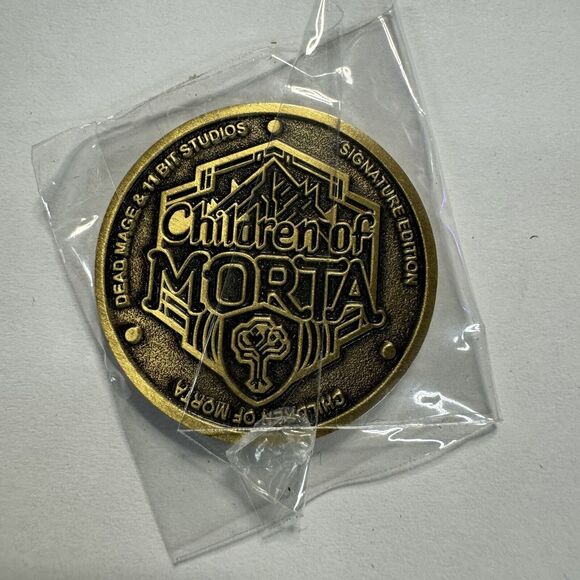 DEAD MAGE & 11 BIT STUDIOS
SIGNATURE EDITION
Children of
MORTA
CHILDREN OF MORTA